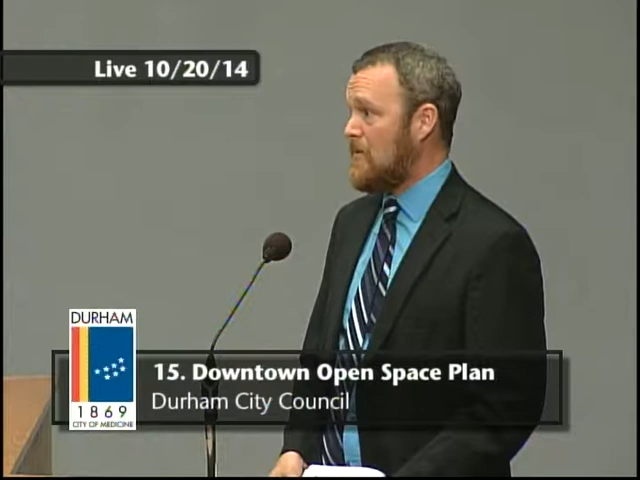 Live 10/20/14
DURHAM
1869
CITY OF MEDICINE
15. Downtown Open Space Plan
Durham City Council